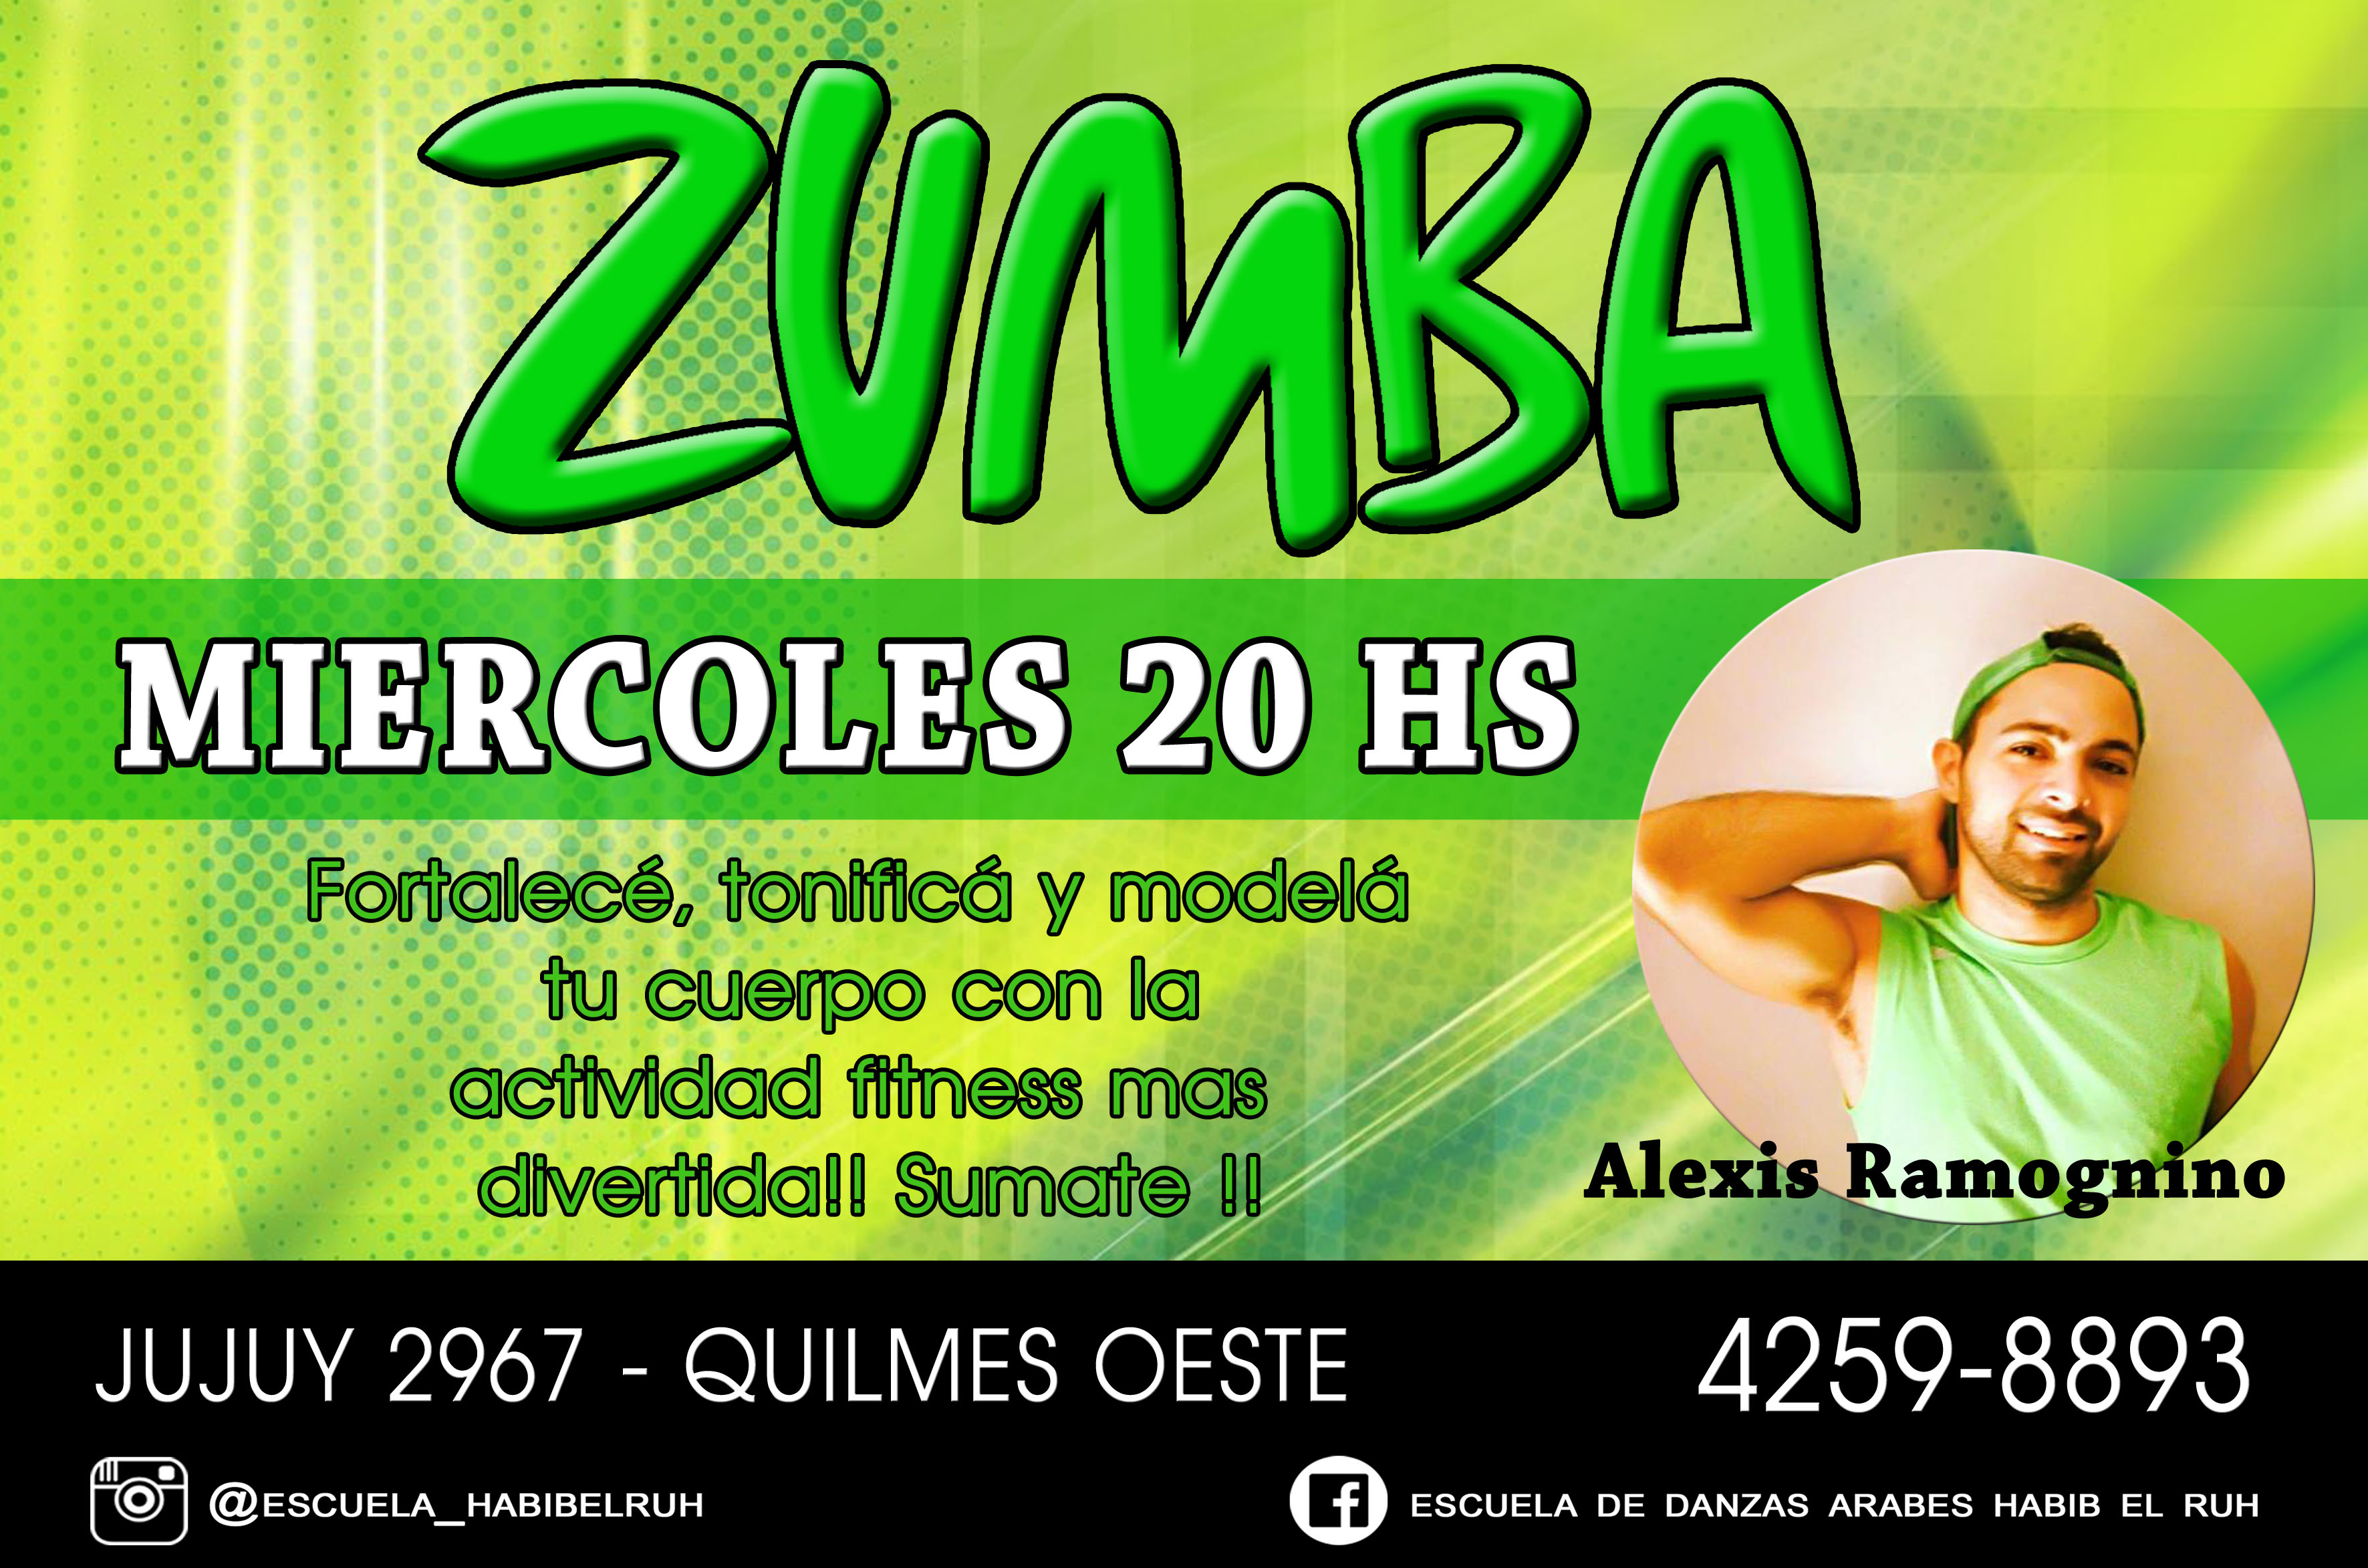 ZUMBA
MIERCOLES 20 HS
Fortalecé, tonificá y modelá
tu cuerpo con la
actividad fitness mas
divertida!! Sumate !!
Alexis Ramognino
JUJUY 2967 - QUILMES OESTE
4259-8893
@ESCUELA_HABIBELRUH
ESCUELA DE DANZAS ARABES HABIB EL RUH